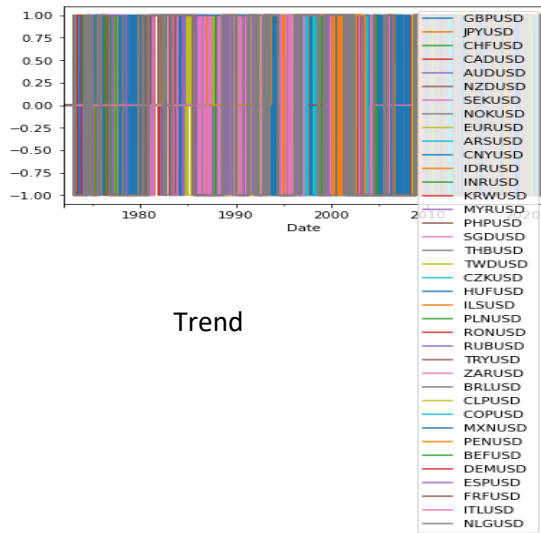 1.00
0.75
0.50
0.25
0.00
−0.25
−0.50
−0.75
−1.00
1980
1990
2000
2010
2020
Date
Trend
GBPUSD
JPYUSD
CHFUSD
CADUSD
AUDUSD
NZDUSD
SEKUSD
NOKUSD
EURUSD
ARSUSD
CNYUSD
IDRUSD
INRUSD
KRWUSD
MYRUSD
PHPUSD
SGDUSD
THBUSD
TWDUSD
CZKUSD
HUFUSD
ILSUSD
PLNUSD
RONUSD
RUBUSD
TRYUSD
ZARUSD
BRLUSD
CLPUSD
COPUSD
MXNUSD
PENUSD
BEFUSD
DEMUSD
ESPUSD
FRFUSD
ITLUSD
NLGUSD